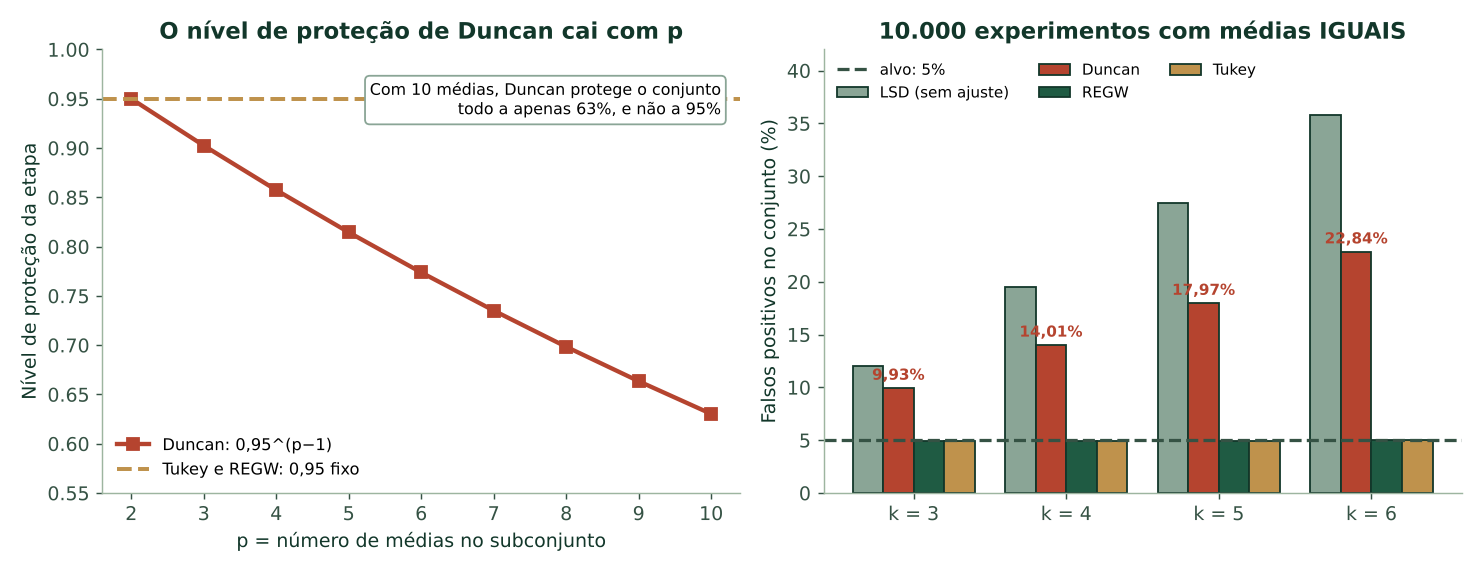 O nível de proteção de Duncan cai com p
Nível de proteção da etapa
1.00
0.95
0.90
0.85
0.80
0.75
0.70
0.65
0.60
0.55
Com 10 médias, Duncan protege o conjunto
todo a apenas 63%, e não a 95%
Duncan: 0,95^(p−1)
Tukey e REGW: 0,95 fixo
2 3 4 5 6 7 8 9 10
p = número de médias no subconjunto
10.000 experimentos com médias IGUAIS
Falsos positivos no conjunto (%)
40
35
30
25
20
15
10
5
0
alvo: 5%
LSD (sem ajuste)
Duncan
REGW
Tukey
9,93%
14,01%
17,97%
22,84%
k = 3 k = 4 k = 5 k = 6